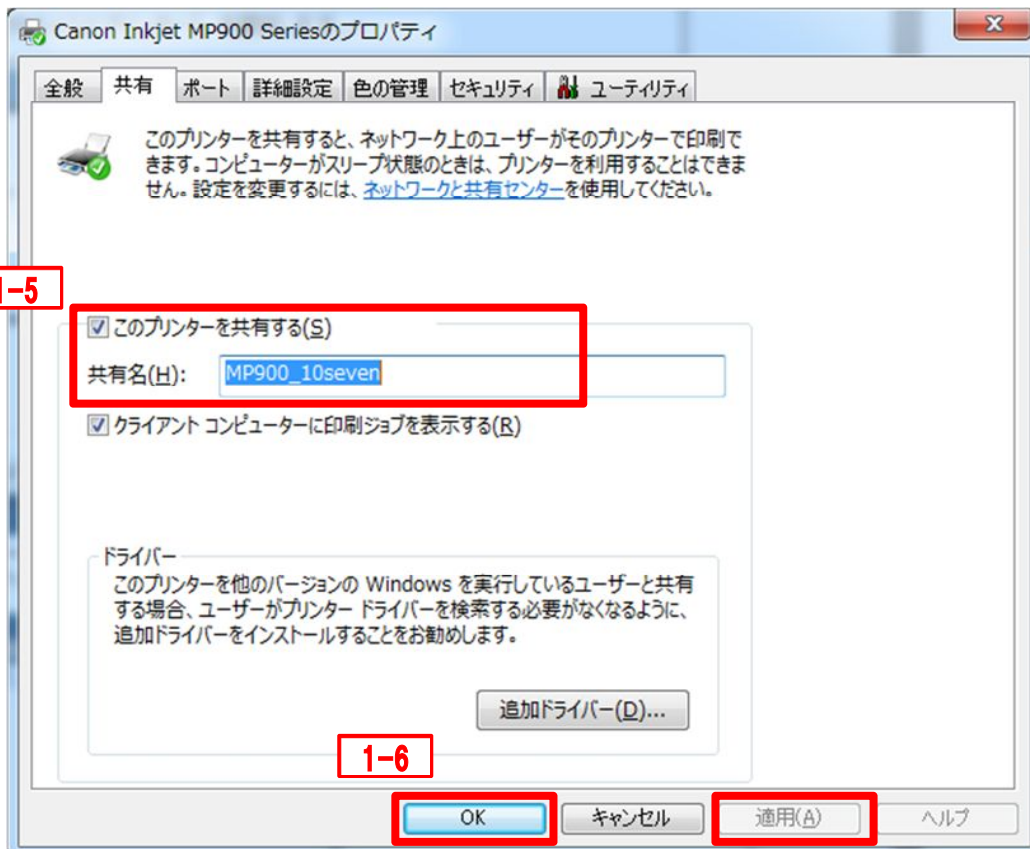 Canon Inkjet MP900 Seriesのプロパティ
全般 共有 ポート 詳細設定 色の管理 セキュリティ ユーティリティ
このプリンターを共有すると、ネットワーク上のユーザーがそのプリンターで印刷で
きます。コンピューターがスリープ状態のときは、プリンターを利用することはできま
せん。設定を変更するには、ネットワークと共有センターを使用してください。
1-5
このプリンターを共有する(S)
共有名(H): MP900_10seven
クライアント コンピューターに印刷ジョブを表示する(R)
ドライバー
このプリンターを他のバージョンの Windows を実行しているユーザーと共有
する場合、ユーザーがプリンター ドライバーを検索する必要がなくなるように、
追加ドライバーをインストールすることをお勧めします。
追加ドライバー(D)...
1-6
OK キャンセル 適用(A) ヘルプ